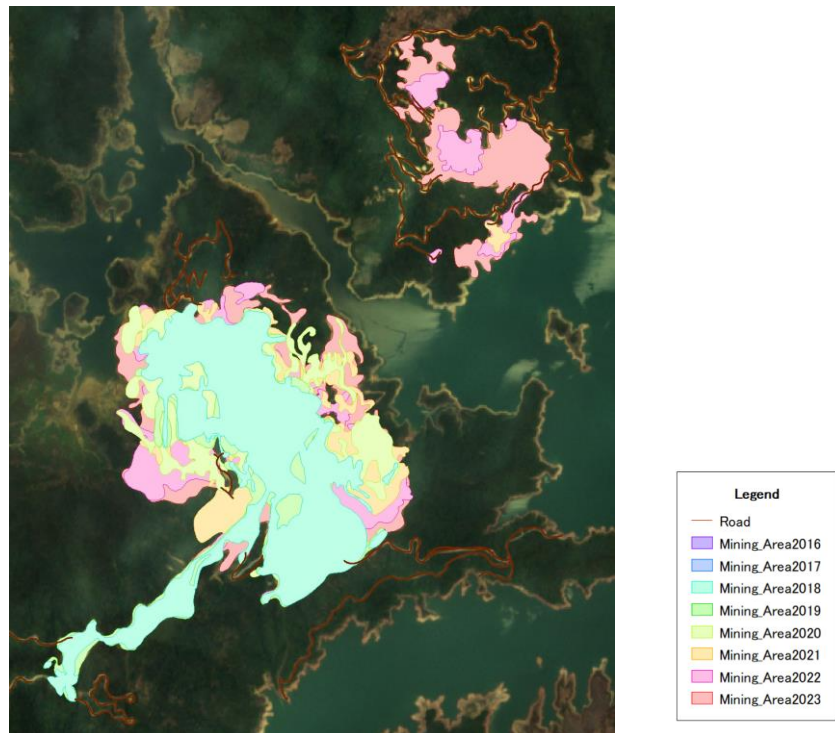 Legend
Road
Mining_Area2016
Mining_Area2017
Mining_Area2018
Mining_Area2019
Mining_Area2020
Mining_Area2021
Mining_Area2022
Mining_Area2023